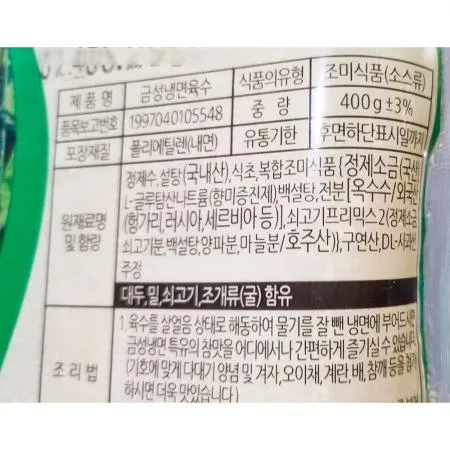 제품명 금성냉면육수 식품의유형 조미식품(소스류)
품목보고번호 1997040105548 중량 400g±3%
포장재질 폴리에틸렌(내면) 유통기한 후면하단표시일까지
원재료명 및 함량
정제수, 설탕(국내산), 식초, 복합조미식품{정제소금(국산)
L-글루탐산나트륨(향미증진제), 백설탕, 전분[옥수수/외국산
(헝가리, 러시아, 세르비아 등)], 쇠고기프리믹스2(정제소금,
쇠고기분, 백설탕, 양파분, 마늘분/호주산)}, 구연산, DL-사과산
주정
대두, 밀, 쇠고기, 조개류(굴) 함유
조리법
1. 육수를 살얼음 상태로 해동하여 물기를 잘 뺀 냉면에 부어드시면
금성냉면 특유의 참맛을 어디에서나 간편하게 즐기실 수 있습니다.
(기호에 맞게 다대기 양념 및 겨자, 오이채, 계란, 배, 참깨 등을 첨가
하시면 더욱 맛있습니다.)